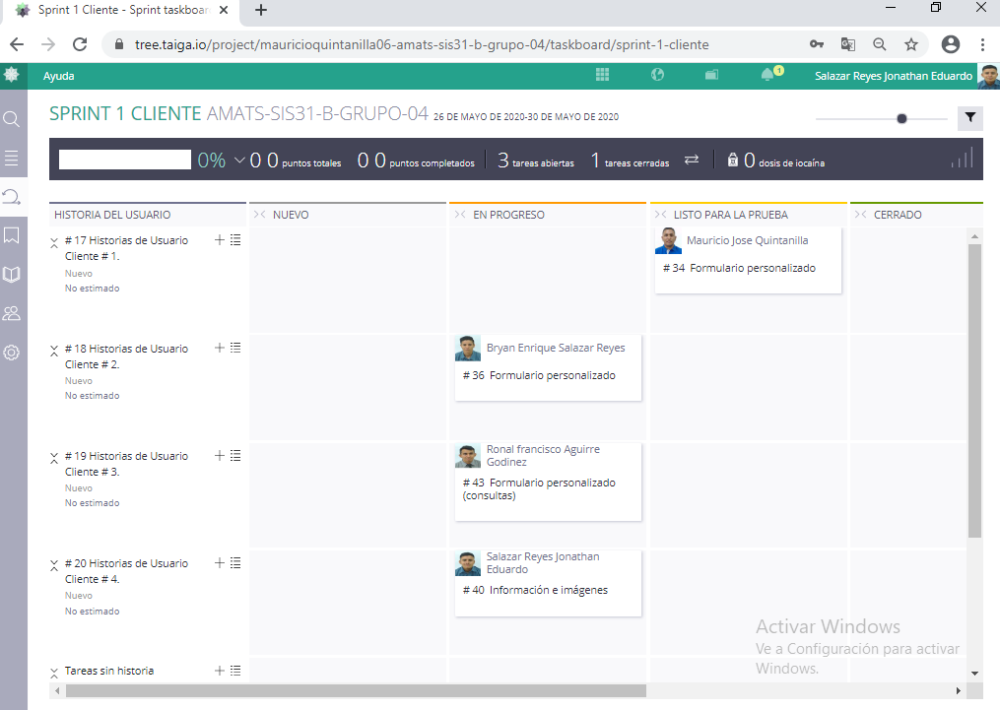 Sprint 1 Cliente - Sprint taskboar
tree.taiga.io/project/mauricioquintanilla06-amats-sis31-b-grupo-04/taskboard/sprint-1-cliente
Ayuda
1
Salazar Reyes Jonathan Eduardo
SPRINT 1 CLIENTE AMATS-SIS31-B-GRUPO-04 26 DE MAYO DE 2020-30 DE MAYO DE 2020
0% 0 0 puntos totales 0 0 puntos completados 3 tareas abiertas 1 tareas cerradas 0 dosis de iocaína
HISTORIA DEL USUARIO NUEVO EN PROGRESO LISTO PARA LA PRUEBA CERRADO
# 17 Historias de Usuario
Cliente # 1.
Nuevo
No estimado
Mauricio Jose Quintanilla
# 34 Formulario personalizado
# 18 Historias de Usuario
Cliente # 2.
Nuevo
No estimado
Bryan Enrique Salazar Reyes
# 36 Formulario personalizado
# 19 Historias de Usuario
Cliente # 3.
Nuevo
No estimado
Ronal francisco Aguirre
Godinez
# 43 Formulario personalizado
(consultas)
# 20 Historias de Usuario
Cliente # 4.
Nuevo
No estimado
Salazar Reyes Jonathan
Eduardo
# 40 Información e imágenes
Tareas sin historia
Activar Windows
Ve a Configuración para activar
Windows.